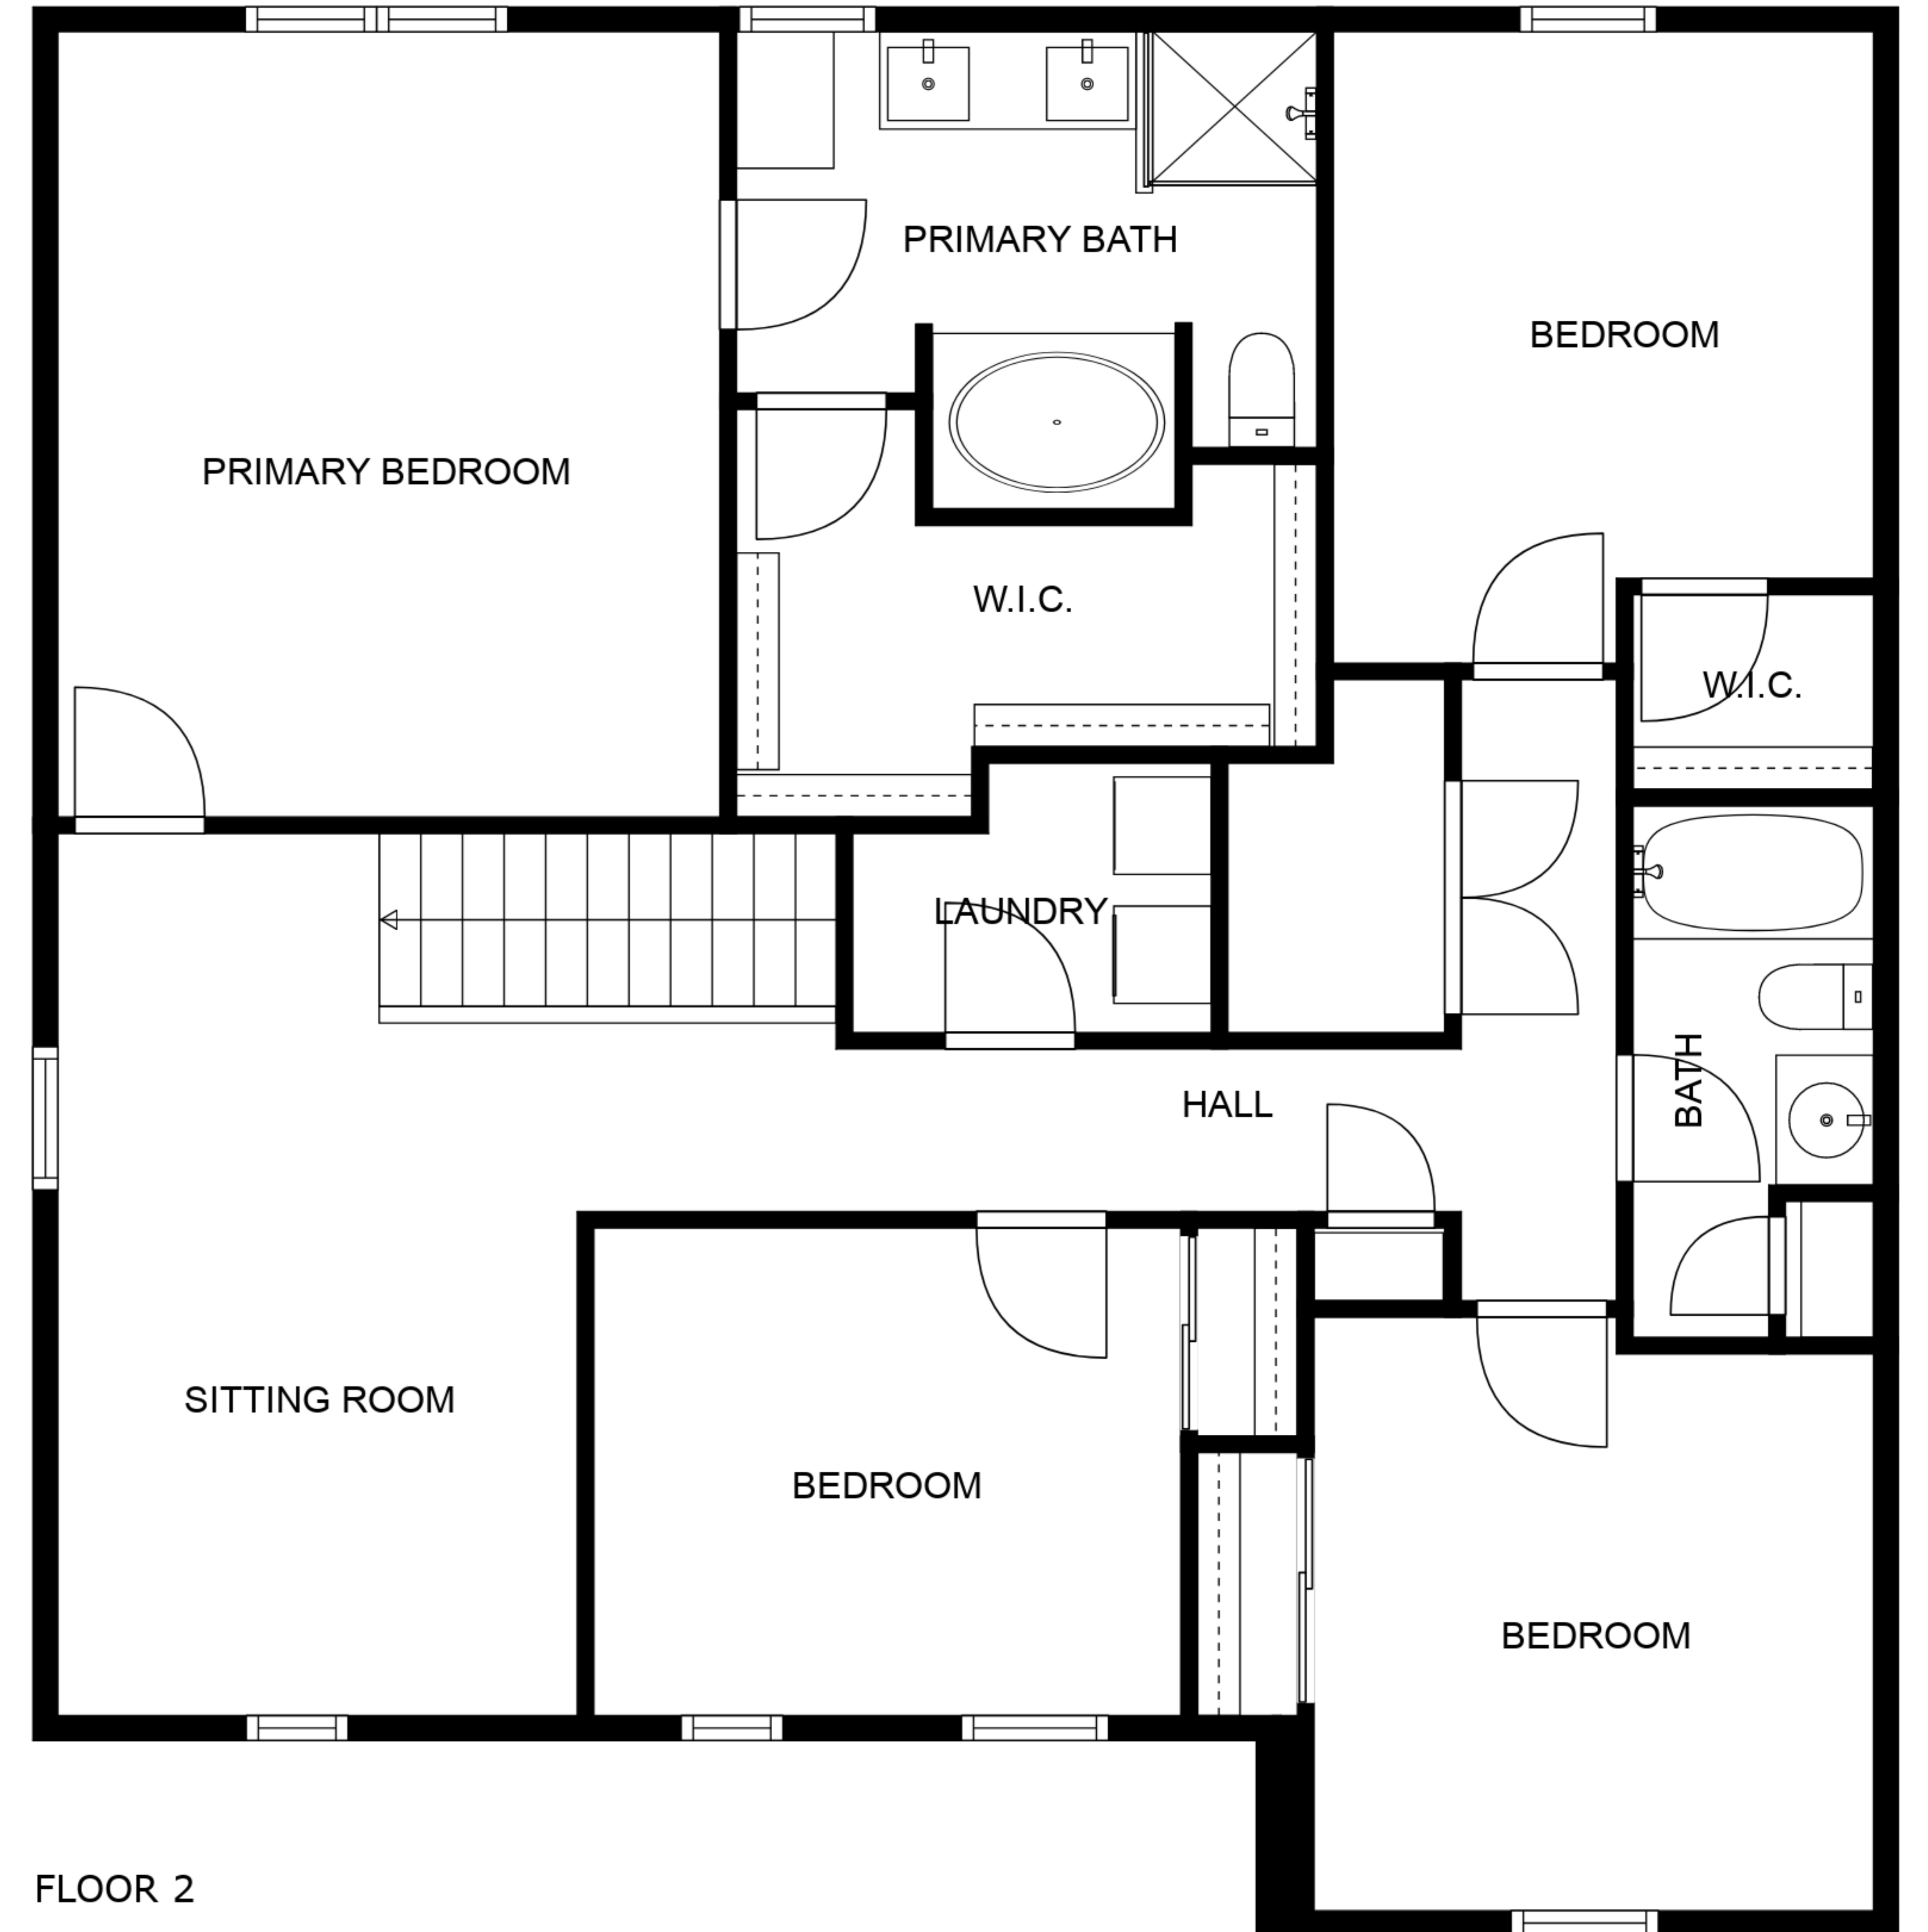 PRIMARY BATH
BEDROOM
PRIMARY BEDROOM
W.I.C.
W.I.C.
LAUNDRY
BATH
HALL
SITTING ROOM
BEDROOM
BEDROOM
FLOOR 2